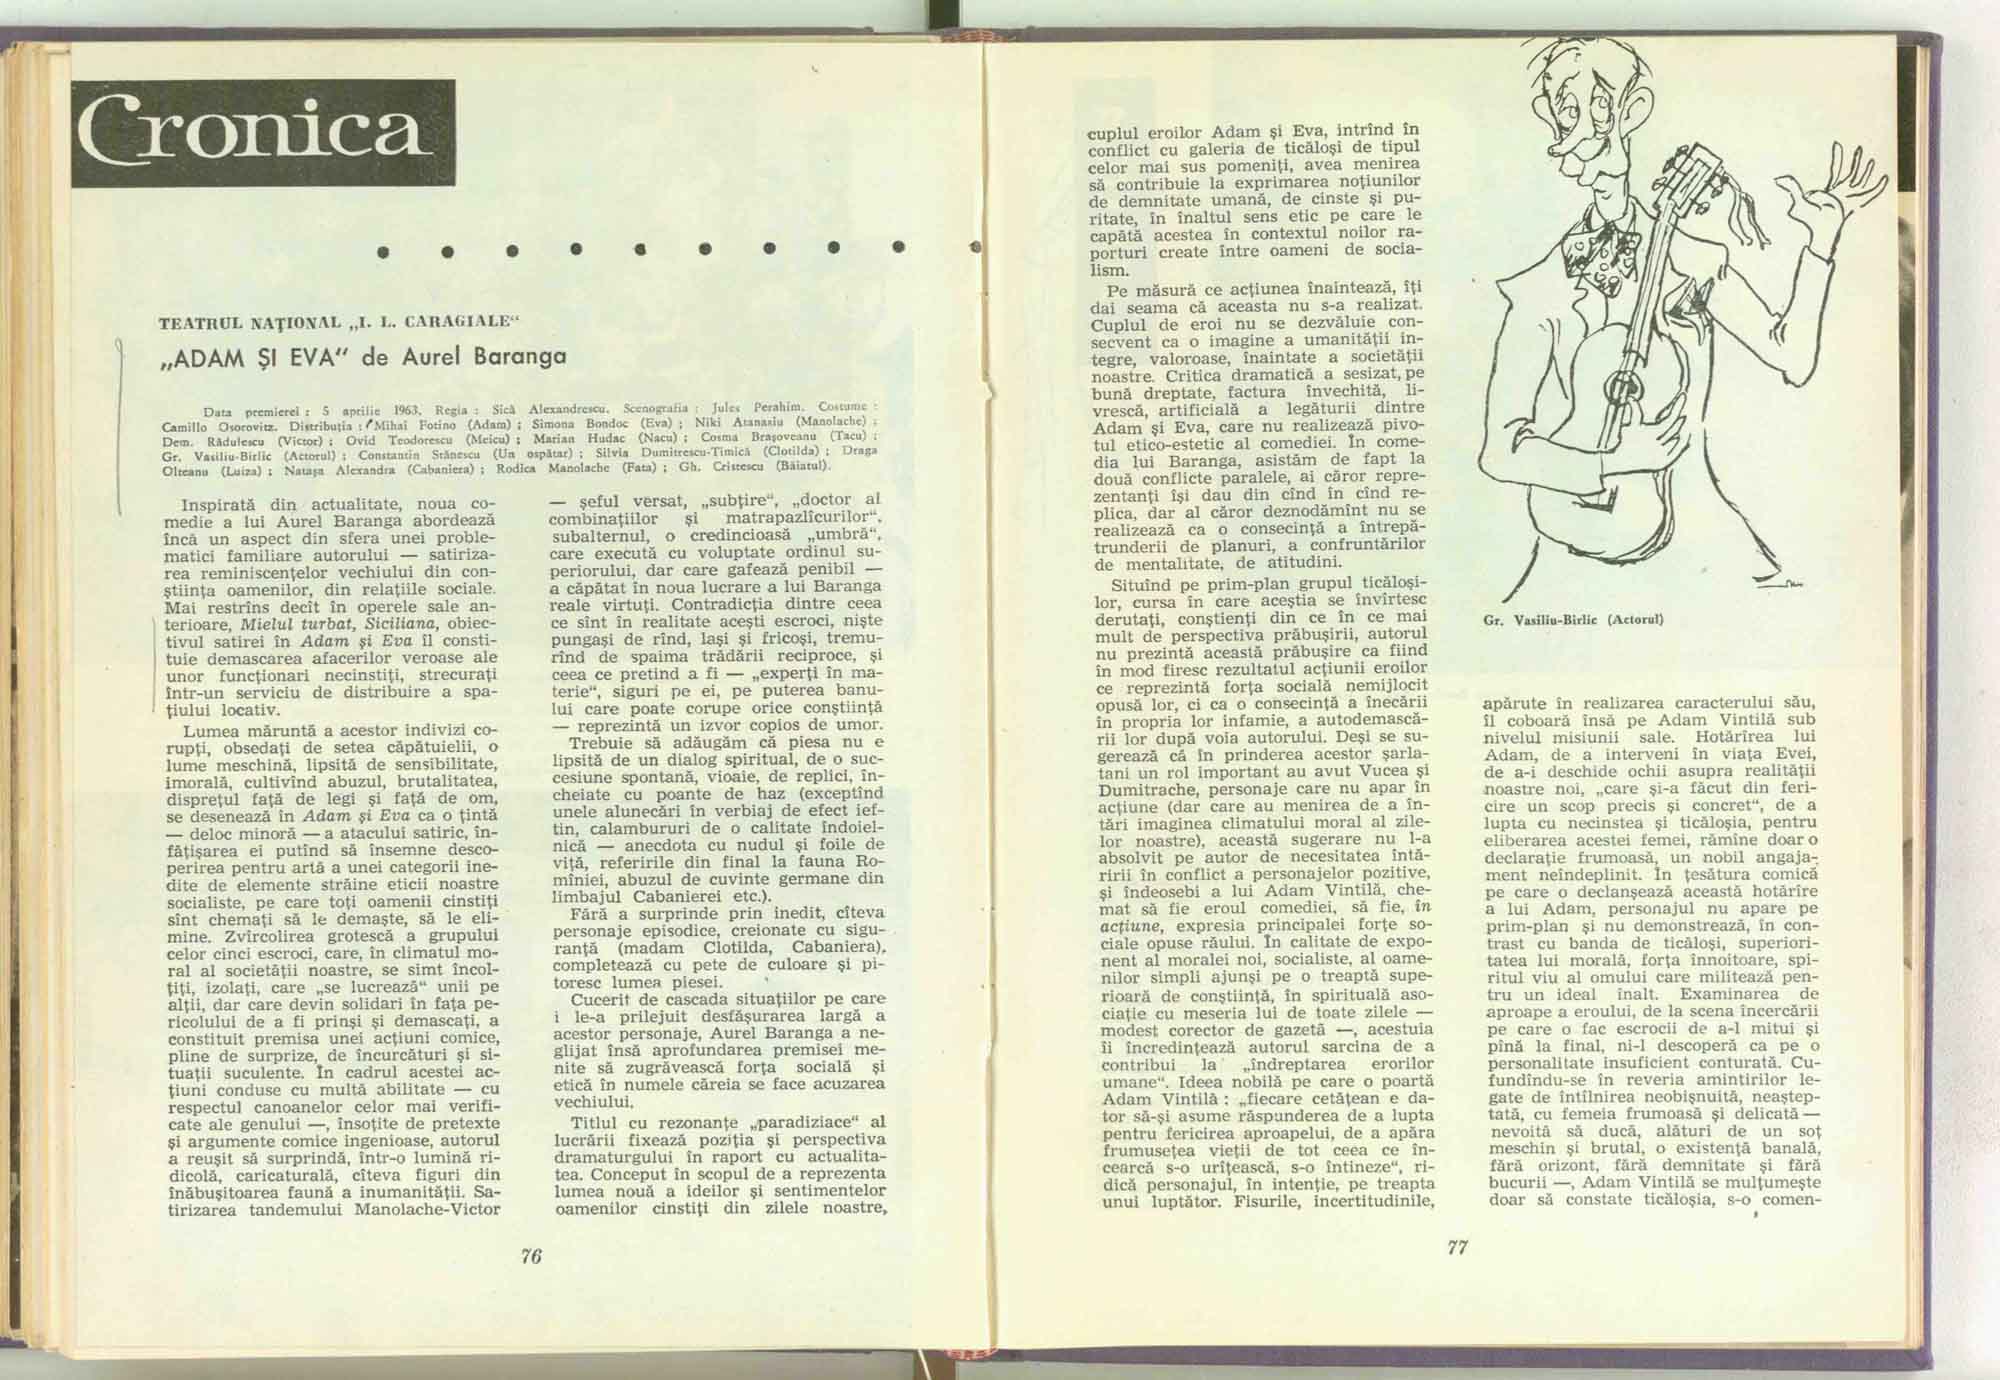 Cronica
TEATRUL NAŢIONAL „I. L. CARAGIALE“
„ADAM ŞI EVA“ de Aurel Baranga
Data premierei : 5 aprilie 1963. Regia : Sică Alexandrescu. Scenografia : Jules Perahim. Costume :
Camillo Osorovitz. Distribuţia : Mihai Fotino (Adam) ; Simona Bondoc (Eva) ; Niki Atanasiu (Manolache) ;
Dem. Rădulescu (Victor) ; Ovid Teodorescu (Meicu) ; Marian Hudac (Nacu) ; Cosma Braşoveanu (Tacu) ;
Gr. Vasiliu-Birlic (Actorul) ; Constantin Stănescu (Un ospătar) ; Silvia Dumitrescu-Timică (Clotilda) ; Draga
Olteanu (Luiza) ; Nataşa Alexandra (Cabaniera) ; Rodica Manolache (Fata) ; Gh. Cristescu (Băiatul).
Inspirată din actualitate, noua co-
medie a lui Aurel Baranga abordează
încă un aspect din sfera unei proble-
matici familiare autorului — satiriza-
rea reminiscenţelor vechiului din con-
ştiinţa oamenilor, din relaţiile sociale.
Mai restrîns decît în operele sale an-
terioare, Mielul turbat, Siciliana, obiec-
tivul satirei în Adam şi Eva îl consti-
tuie demascarea afacerilor veroase ale
unor funcţionari necinstiţi, strecuraţi
într-un serviciu de distribuire a spa-
ţiului locativ.
Lumea măruntă a acestor indivizi co-
rupţi, obsedaţi de setea căpătuielii, o
lume meschină, lipsită de sensibilitate,
imorală, cultivînd abuzul, brutalitatea,
dispreţul faţă de legi şi faţă de om,
se desenează în Adam şi Eva ca o ţintă
— deloc minoră — a atacului satiric, în-
făţişarea ei putînd să însemne desco-
perirea pentru artă a unei categorii ine-
dite de elemente străine eticii noastre
socialiste, pe care toţi oamenii cinstiţi
sînt chemaţi să le demaşte, să le eli-
mine. Zvîrcolirea grotescă a grupului
celor cinci escroci, care, în climatul mo-
ral al societăţii noastre, se simt încol-
ţiţi, izolaţi, care „se lucrează“ unii pe
alţii, dar care devin solidari în faţa pe-
ricolului de a fi prinşi şi demascaţi, a
constituit premisa unei acţiuni comice,
pline de surprize, de încurcături şi si-
tuaţii suculente. În cadrul acestei ac-
ţiuni conduse cu multă abilitate — cu
respectul canoanelor celor mai verifi-
cate ale genului —, însoţite de pretexte
şi argumente comice ingenioase, autorul
a reuşit să surprindă, într-o lumină ri-
dicolă, caricaturală, cîteva figuri din
înăbuşitoarea faună a inumanităţii. Sa-
tirizarea tandemului Manolache-Victor
— şeful versat, „subţire“, „doctor al
combinaţiilor şi matrapazlîcurilor“,
subalternul, o credincioasă „umbră“,
care execută cu voluptate ordinul su-
periorului, dar care gafează penibil —
a căpătat în noua lucrare a lui Baranga
reale virtuţi. Contradicţia dintre ceea
ce sînt în realitate aceşti escroci, nişte
pungaşi de rînd, laşi şi fricoşi, tremu-
rînd de spaima trădării reciproce, şi
ceea ce pretind a fi — „experţi în ma-
terie“, siguri pe ei, pe puterea banu-
lui care poate corupe orice conştiinţă
— reprezintă un izvor copios de umor.
Trebuie să adăugăm că piesa nu e
lipsită de un dialog spiritual, de o suc-
cesiune spontană, vioaie, de replici, în-
cheiate cu poante de haz (exceptînd
unele alunecări în verbiaj de efect ief-
tin, calambururi de o calitate îndoiel-
nică — anecdota cu nudul şi foile de
viţă, referirile din final la fauna Ro-
mîniei, abuzul de cuvinte germane din
limbajul Cabanierei etc.).
Fără a surprinde prin inedit, cîteva
personaje episodice, creionate cu sigu-
ranţă (madam Clotilda, Cabaniera),
completează cu pete de culoare şi pi-
toresc lumea piesei.
Cucerit de cascada situaţiilor pe care
i le-a prilejuit desfăşurarea largă a
acestor personaje, Aurel Baranga a ne-
glijat însă aprofundarea premisei me-
nite să zugrăvească forţa socială şi
etică în numele căreia se face acuzarea
vechiului.
Titlul cu rezonanţe „paradiziace“ al
lucrării fixează poziţia şi perspectiva
dramaturgului în raport cu actualita-
tea. Conceput în scopul de a reprezenta
lumea nouă a ideilor şi sentimentelor
oamenilor cinstiţi din zilele noastre,
76
cuplul eroilor Adam şi Eva, intrînd în
conflict cu galeria de ticăloşi de tipul
celor mai sus pomeniţi, avea menirea
să contribuie la exprimarea noţiunilor
de demnitate umană, de cinste şi pu-
ritate, în înaltul sens etic pe care le
capătă acestea în contextul noilor ra-
porturi create între oameni de socia-
lism.
Pe măsură ce acţiunea înaintează, îţi
dai seama că aceasta nu s-a realizat.
Cuplul de eroi nu se dezvăluie con-
secvent ca o imagine a umanităţii in-
tegre, valoroase, înaintate a societăţii
noastre. Critica dramatică a sesizat, pe
bună dreptate, factura învechită, li-
vrescă, artificială a legăturii dintre
Adam şi Eva, care nu realizează pivo-
tul etico-estetic al comediei. În come-
dia lui Baranga, asistăm de fapt la
două conflicte paralele, ai căror repre-
zentanţi îşi dau din cînd în cînd re-
plica, dar al căror deznodămînt nu se
realizează ca o consecinţă a întrepă-
trunderii de planuri, a confruntărilor
de mentalitate, de atitudini.
Situînd pe prim-plan grupul ticăloşi-
lor, cursa în care aceştia se învîrtesc
derutaţi, conştienţi din ce în ce mai
mult de perspectiva prăbuşirii, autorul
nu prezintă această prăbuşire ca fiind
în mod firesc rezultatul acţiunii eroilor
ce reprezintă forţa socială nemijlocit
opusă lor, ci ca o consecinţă a înecării
în propria lor infamie, a autodemască-
rii lor după voia autorului. Deşi se su-
gerează că în prinderea acestor şarla-
tani un rol important au avut Vucea şi
Dumitrache, personaje care nu apar în
acţiune (dar care au menirea de a în-
tări imaginea climatului moral al zile-
lor noastre), această sugerare nu l-a
absolvit pe autor de necesitatea întă-
ririi în conflict a personajelor pozitive,
şi îndeosebi a lui Adam Vintilă, che-
mat să fie eroul comediei, să fie, în
acţiune, expresia principalei forţe so-
ciale opuse răului. În calitate de expo-
nent al moralei noi, socialiste, al oame-
nilor simpli ajunşi pe o treaptă supe-
rioară de conştiinţă, în spirituală aso-
ciaţie cu meseria lui de toate zilele —
modest corector de gazetă —, acestuia
îi încredinţează autorul sarcina de a
contribui la „îndreptarea erorilor
umane“. Ideea nobilă pe care o poartă
Adam Vintilă : „fiecare cetăţean e da-
tor să-şi asume răspunderea de a lupta
pentru fericirea aproapelui, de a apăra
frumuseţea vieţii de tot ceea ce în-
cearcă s-o urîţească, s-o întineze“, ri-
dică personajul, în intenţie, pe treapta
unui luptător. Fisurile, incertitudinile,
Gr. Vasiliu-Birlic (Actorul)
apărute în realizarea caracterului său,
îl coboară însă pe Adam Vintilă sub
nivelul misiunii sale. Hotărîrea lui
Adam, de a interveni în viaţa Evei,
de a-i deschide ochii asupra realităţii
noastre noi, „care şi-a făcut din feri-
cire un scop precis şi concret“, de a
lupta cu necinstea şi ticăloşia, pentru
eliberarea acestei femei, rămîne doar o
declaraţie frumoasă, un nobil angaja-
ment neîndeplinit. În ţesătura comică
pe care o declanşează această hotărîre
a lui Adam, personajul nu apare pe
prim-plan şi nu demonstrează, în con-
trast cu banda de ticăloşi, superiori-
tatea lui morală, forţa înnoitoare, spi-
ritul viu al omului care militează pen-
tru un ideal înalt. Examinarea de
aproape a eroului, de la scena încercării
pe care o fac escrocii de a-l mitui şi
pînă la final, ni-l descoperă ca pe o
personalitate insuficient conturată. Cu-
fundîndu-se în reveria amintirilor le-
gate de întîlnirea neobişnuită, neaştep-
tată, cu femeia frumoasă şi delicată —
nevoită să ducă, alături de un soţ
meschin şi brutal, o existenţă banală,
fără orizont, fără demnitate şi fără
bucurii —, Adam Vintilă se mulţumeşte
doar să constate ticăloşia, s-o comen-
77